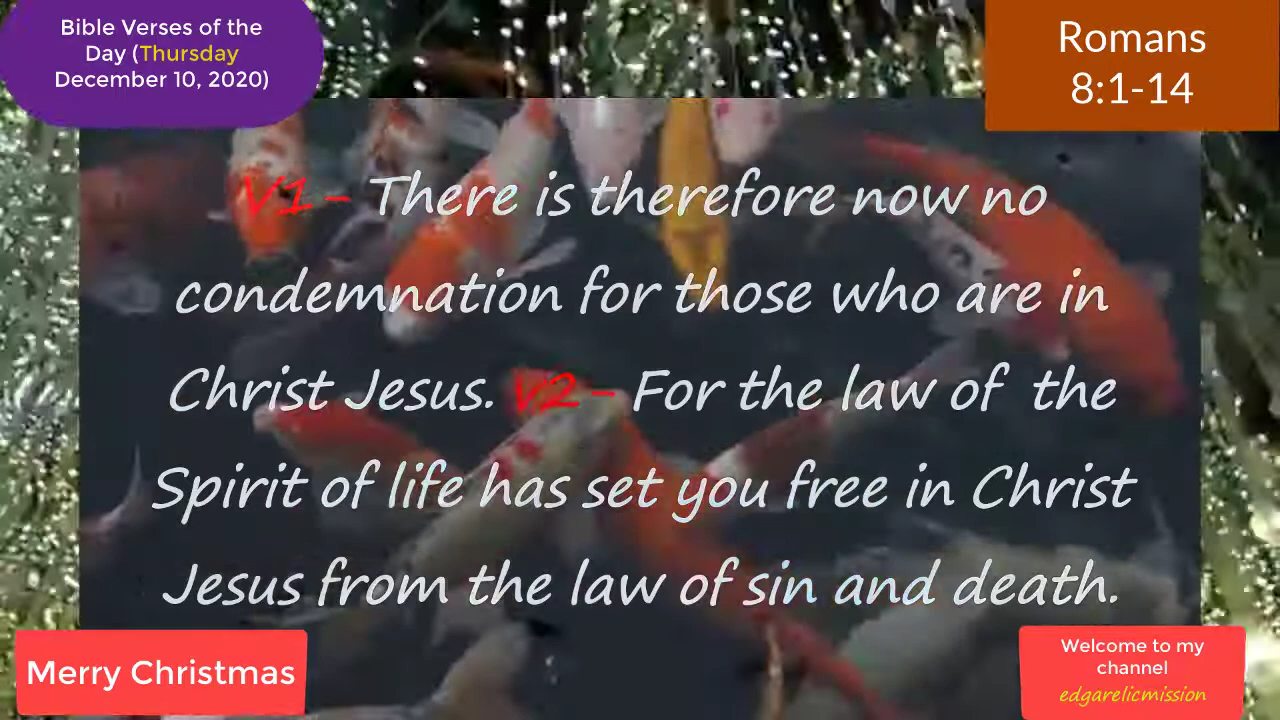 Bible Verses of the
Day (Thursday
December 10, 2020)
Romans
8:1-14
V1 – There is therefore now no
condemnation for those who are in
Christ Jesus. V2 – For the law of the
Spirit of life has set you free in Christ
Jesus from the law of sin and death.
Merry Christmas
Welcome to my
channel
edgarelicmission